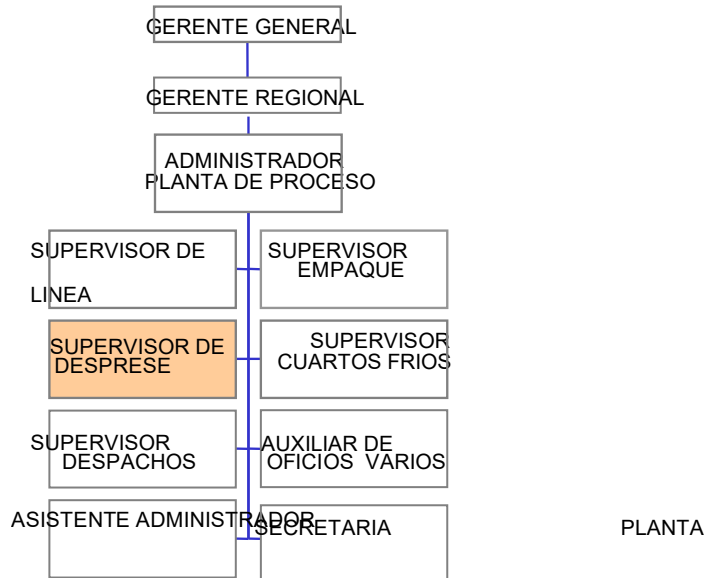 GERENTE GENERAL
GERENTE REGIONAL
ADMINISTRADOR
PLANTA DE PROCESO
SUPERVISOR DE
LINEA
SUPERVISOR
EMPAQUE
SUPERVISOR DE
DESPRESE
SUPERVISOR
CUARTOS FRIOS
SUPERVISOR
DESPACHOS
AUXILIAR DE
OFICIOS VARIOS
ASISTENTE ADMINISTRADOR
SECRETARIA
PLANTA